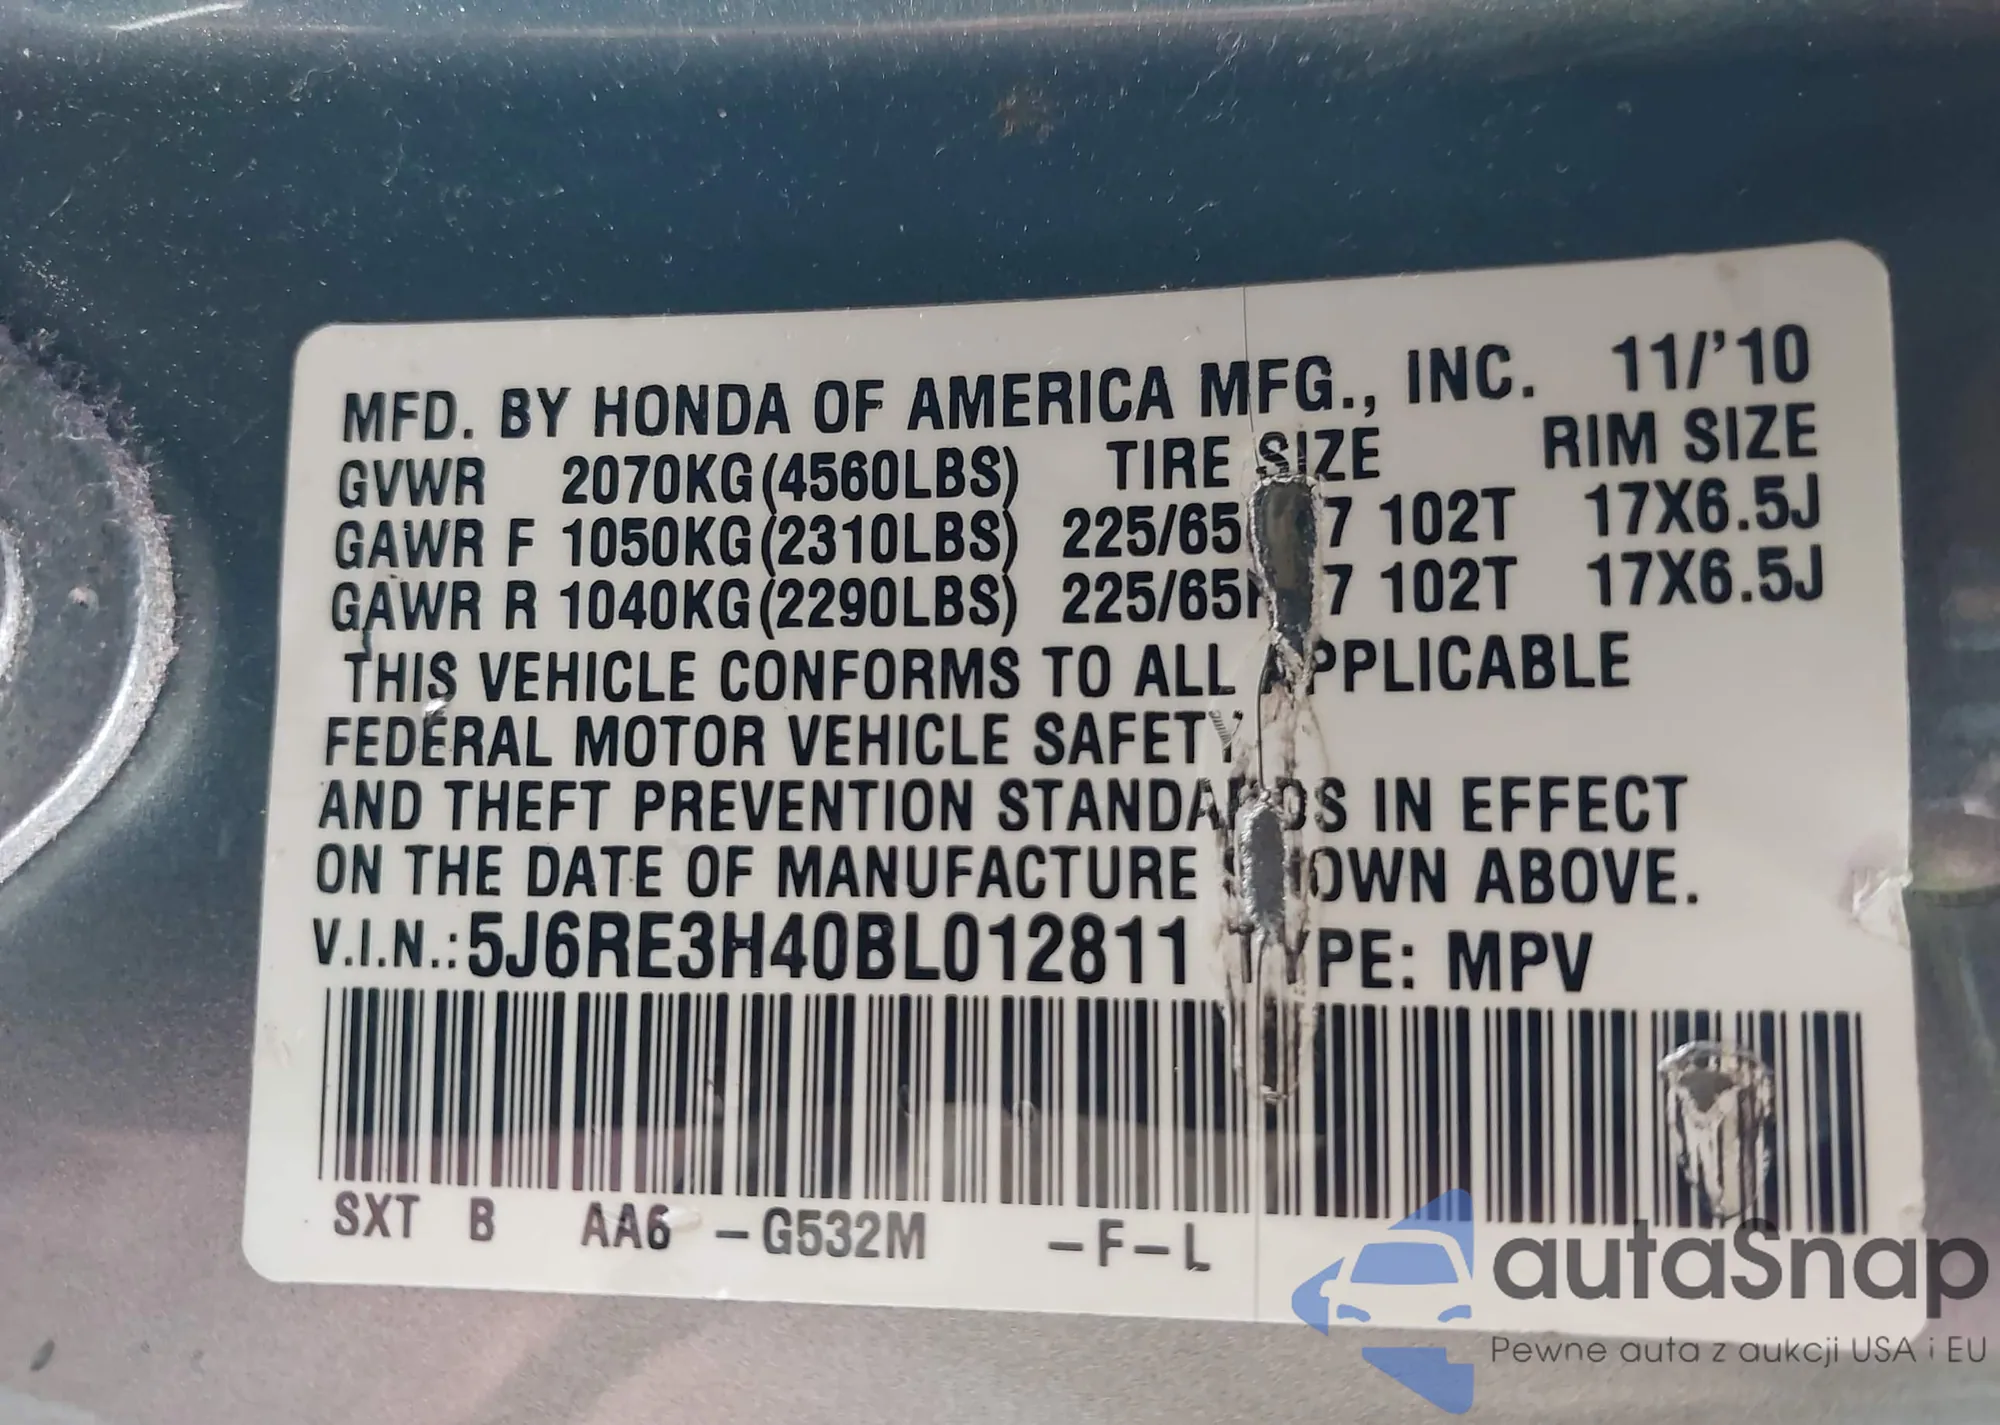 MFD. BY HONDA OF AMERICA MFG., INC. 11/'10
GVWR 2070KG(4560LBS) TIRE SIZE RIM SIZE
GAWR F 1050KG(2310LBS) 225/65 7 102T 17X6.5J
GAWR R 1040KG(2290LBS) 225/65 7 102T 17X6.5J
THIS VEHICLE CONFORMS TO ALL APPLICABLE
FEDERAL MOTOR VEHICLE SAFETY
AND THEFT PREVENTION STANDARDS IN EFFECT
ON THE DATE OF MANUFACTURE OWN ABOVE.
V.I.N.:5J6RE3H40BL012811 TYPE: MPV
SXT B AA6 -G532M -F-L
autaSnap
Pewne auta z aukcji USA i EU